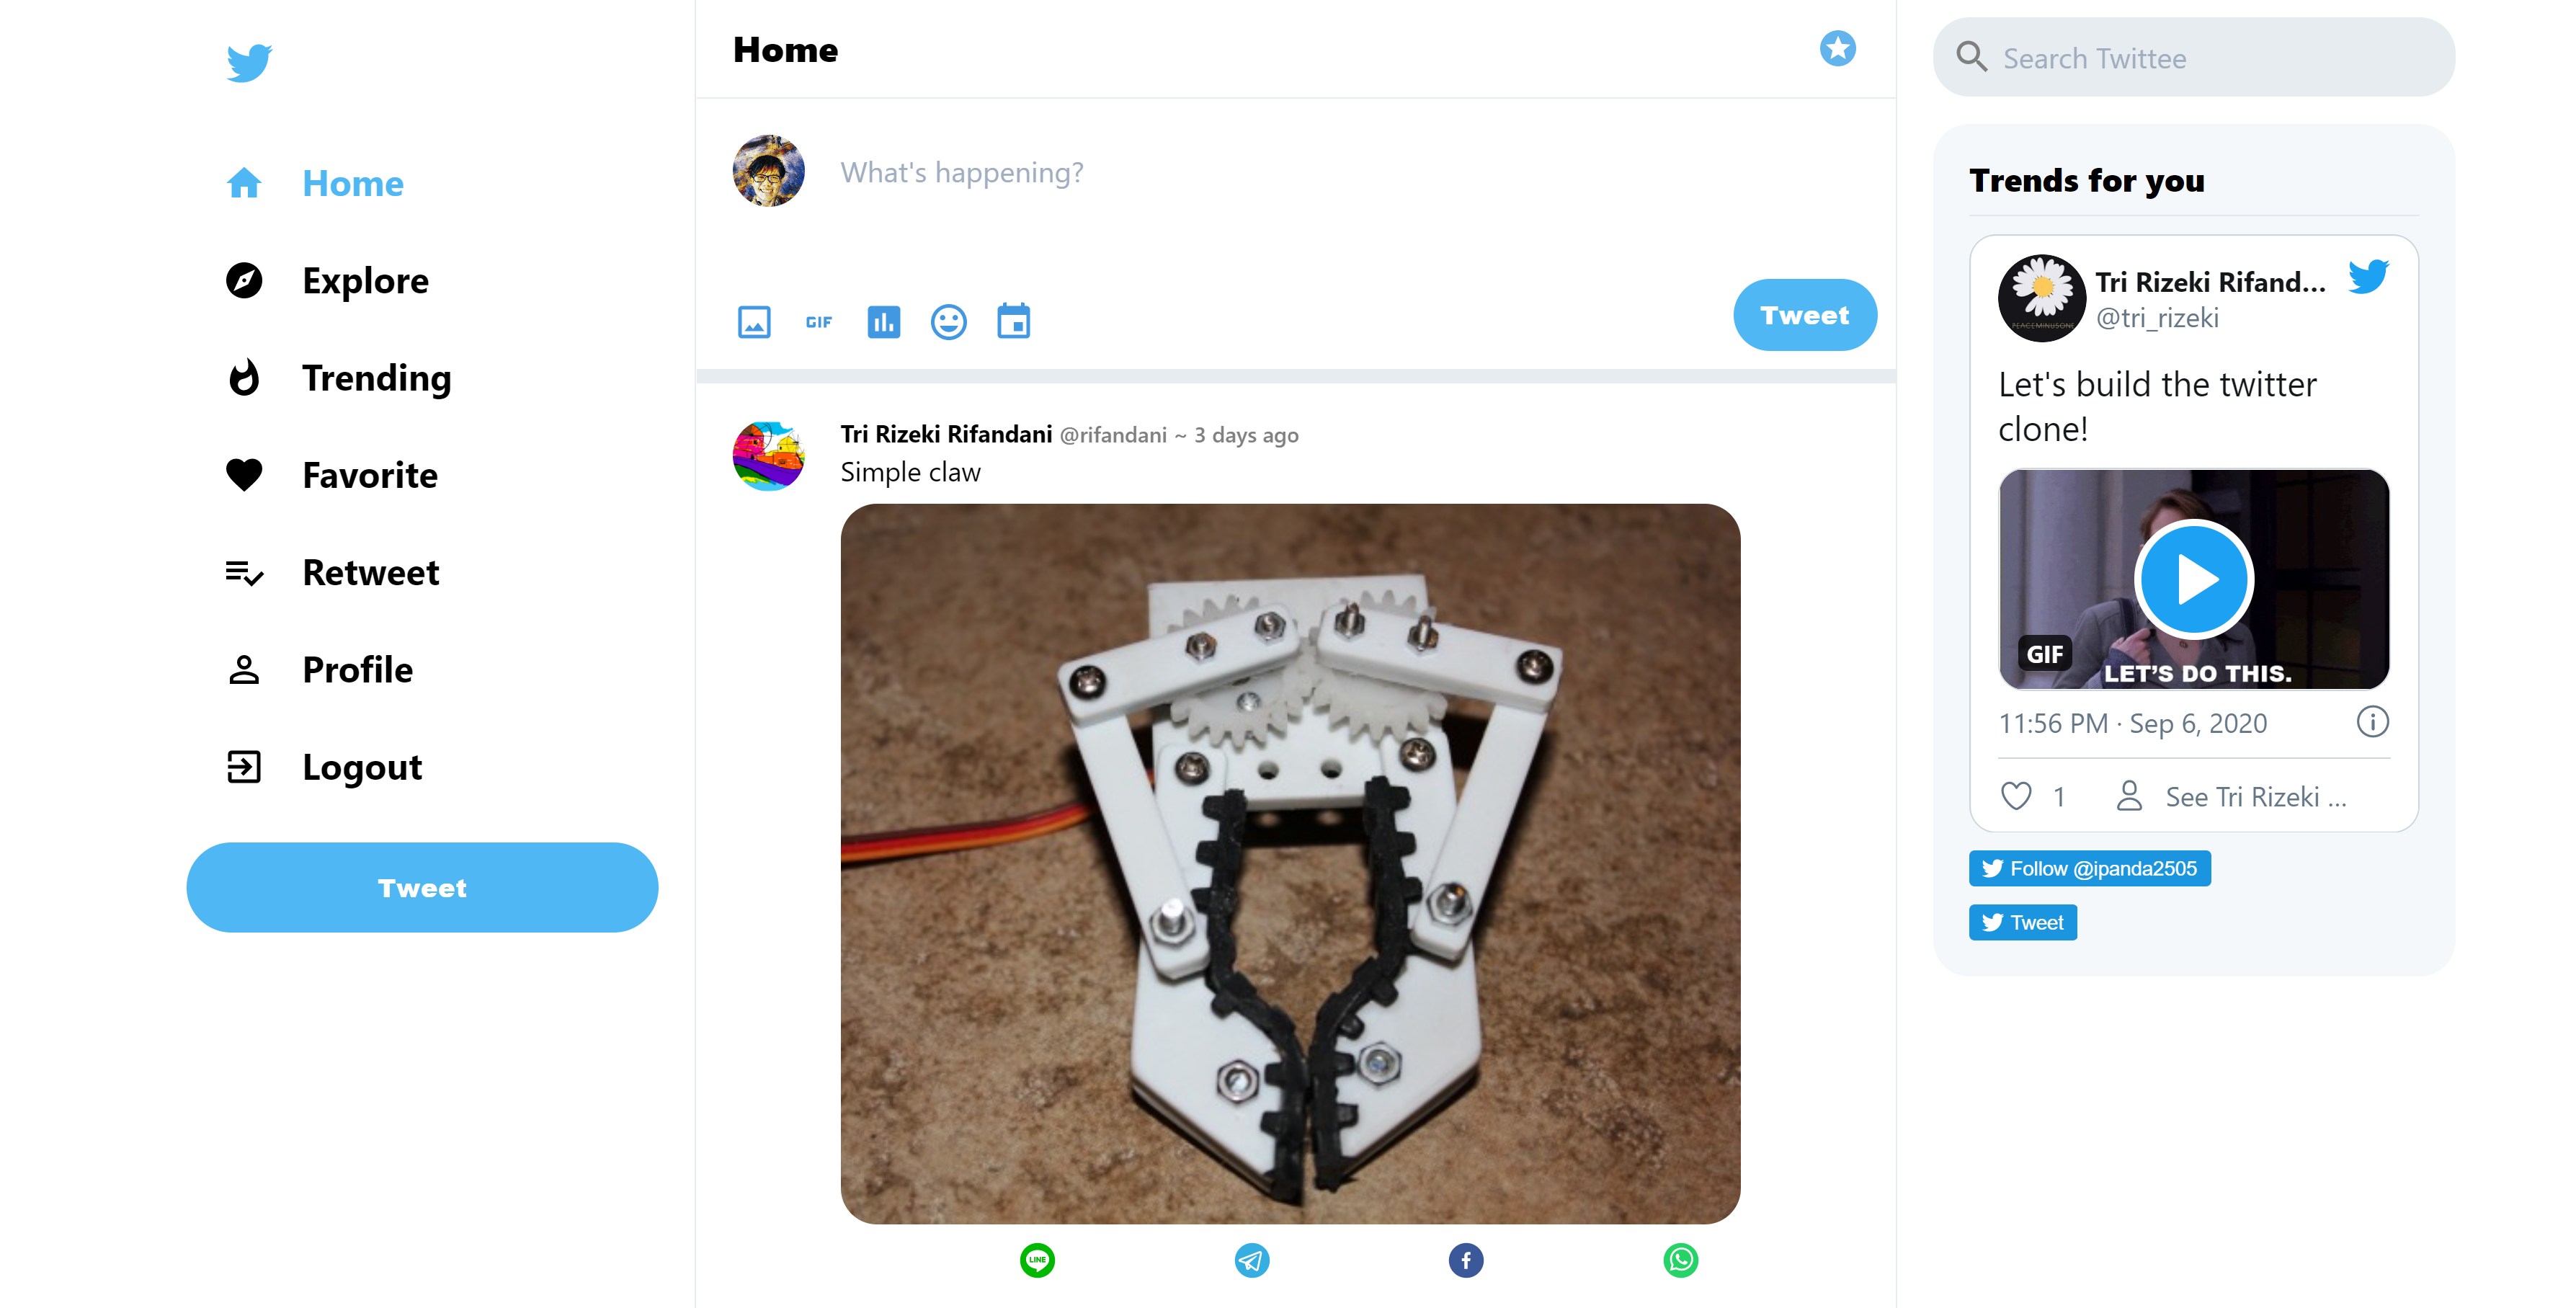 Home
Explore
Trending
Favorite
Retweet
Profile
Logout
Tweet
Home
What's happening?
GIF
Tweet
Tri Rizeki Rifandani @rifandani ~ 3 days ago
Simple claw
LINE
Search Twittee
Trends for you
Tri Rizeki Rifand...
@tri_rizeki
PEACEMINUSONE
Let's build the twitter
clone!
GIF
LET'S DO THIS.
11:56 PM · Sep 6, 2020
1 See Tri Rizeki ...
Follow @ipanda2505
Tweet